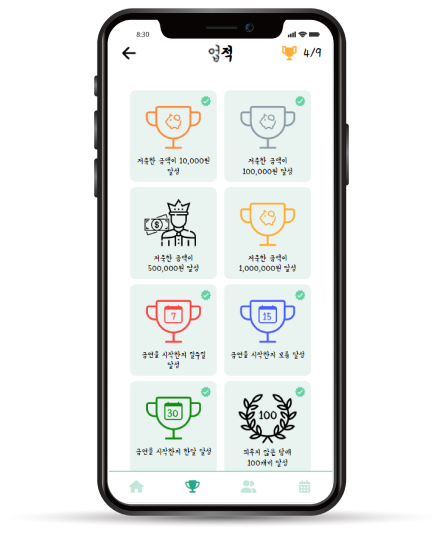 8:30
업적
4/9
저축한 금액이 10,000원
달성
저축한 금액이
100,000원 달성
저축한 금액이
500,000원 달성
저축한 금액이
1,000,000원 달성
7
금연을 시작한지 일주일
달성
15
금연을 시작한지 보름 달성
30
금연을 시작한지 한달 달성
100
피우지 않은 담배
100개비 달성